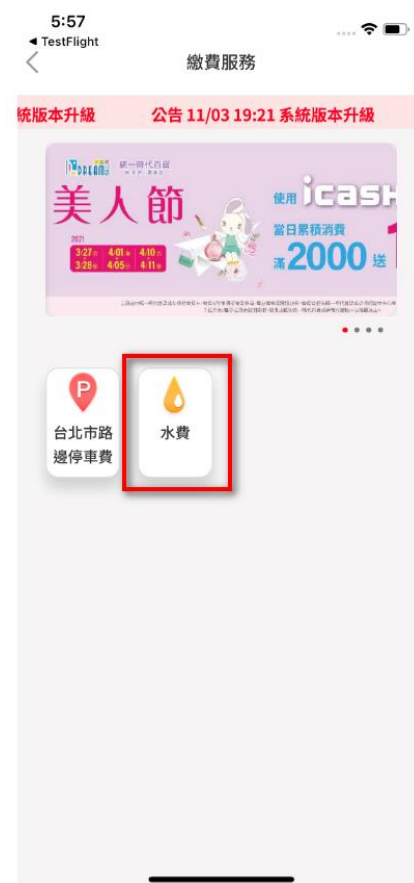 5:57
◀ TestFlight
繳費服務
統版本升級 公告 11/03 19:21 系統版本升級
DREAM 統一時代百貨
美人節
2021
3.27 4.01 4.10
3.28 4.05 4.11
使用 icash
當日累積消費
滿2000送1
P
台北市路
邊停車費
水費